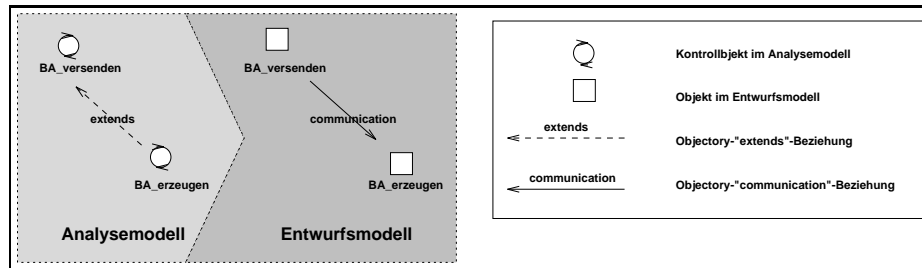 BA_versenden
extends
BA_erzeugen
Analysemodell
BA_versenden
communication
BA_erzeugen
Entwurfsmodell
Kontrollbjekt im Analysemodell
Objekt im Entwurfsmodell
extends
Objectory-"extends"-Beziehung
communication
Objectory-"communication"-Beziehung